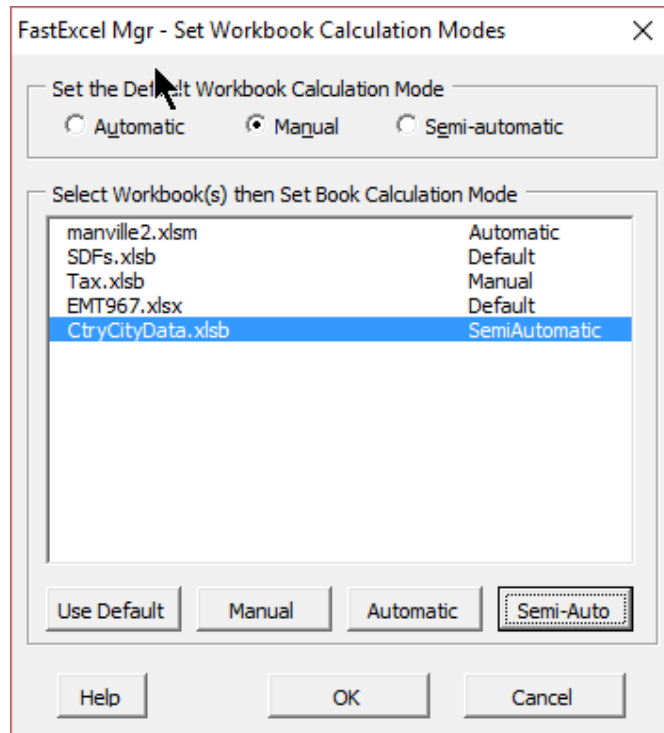 FastExcel Mgr - Set Workbook Calculation Modes
Set the Default Workbook Calculation Mode
Automatic Manual Semi-automatic
Select Workbook(s) then Set Book Calculation Mode
manville2.xlsm Automatic
SDFs.xlsb Default
Tax.xlsb Manual
EMT967.xlsx Default
CtryCityData.xlsb SemiAutomatic
Use Default Manual Automatic Semi-Auto
Help OK Cancel